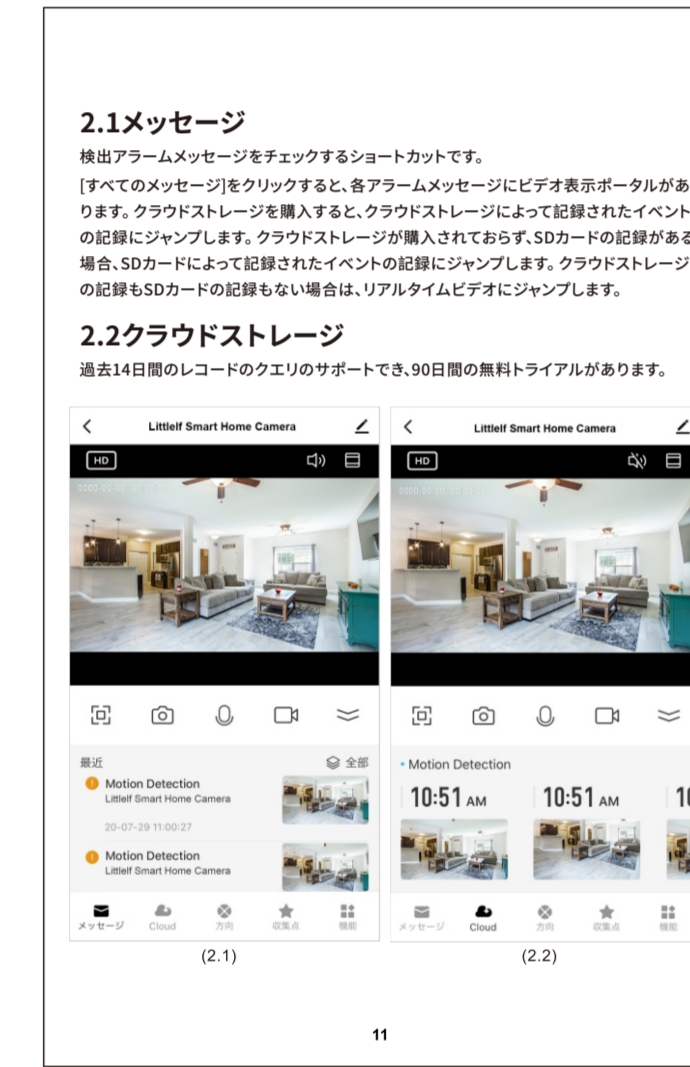 2.1メッセージ
検出アラームメッセージをチェックするショートカットです。
[すべてのメッセージ]をクリックすると、各アラームメッセージにビデオ表示ポータルがあ
ります。クラウドストレージを購入すると、クラウドストレージによって記録されたイベント
の記録にジャンプします。クラウドストレージが購入されておらず、SDカードの記録がある
場合、SDカードによって記録されたイベントの記録にジャンプします。クラウドストレージ
の記録もSDカードの記録もない場合は、リアルタイムビデオにジャンプします。
2.2クラウドストレージ
過去14日間のレコードのクエリのサポートでき、90日間の無料トライアルがあります。
Littlelf Smart Home Camera
HD
最近
全部
Motion Detection
Littlelf Smart Home Camera
20-07-29 11:00:27
Motion Detection
Littlelf Smart Home Camera
メッセージ Cloud 方向 収集点 機能
(2.1)
Littlelf Smart Home Camera
HD
• Motion Detection
10:51 AM 10:51 AM
メッセージ Cloud 方向 収集点 機能
(2.2)
11